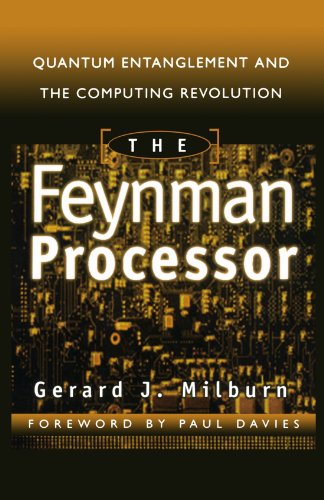 QUANTUM ENTANGLEMENT AND
THE COMPUTING REVOLUTION
[THE]
Feynman
Processor
Gerard J. Milburn
FOREWORD BY PAUL DAVIES